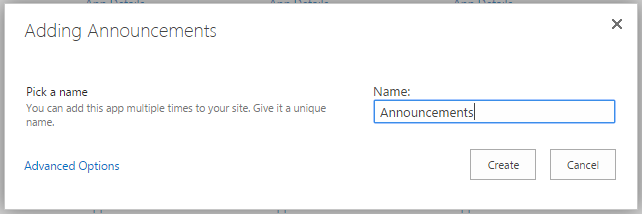 Adding Announcements
Pick a name
You can add this app multiple times to your site. Give it a unique
name.
Name:
Announcements
Advanced Options
Create
Cancel